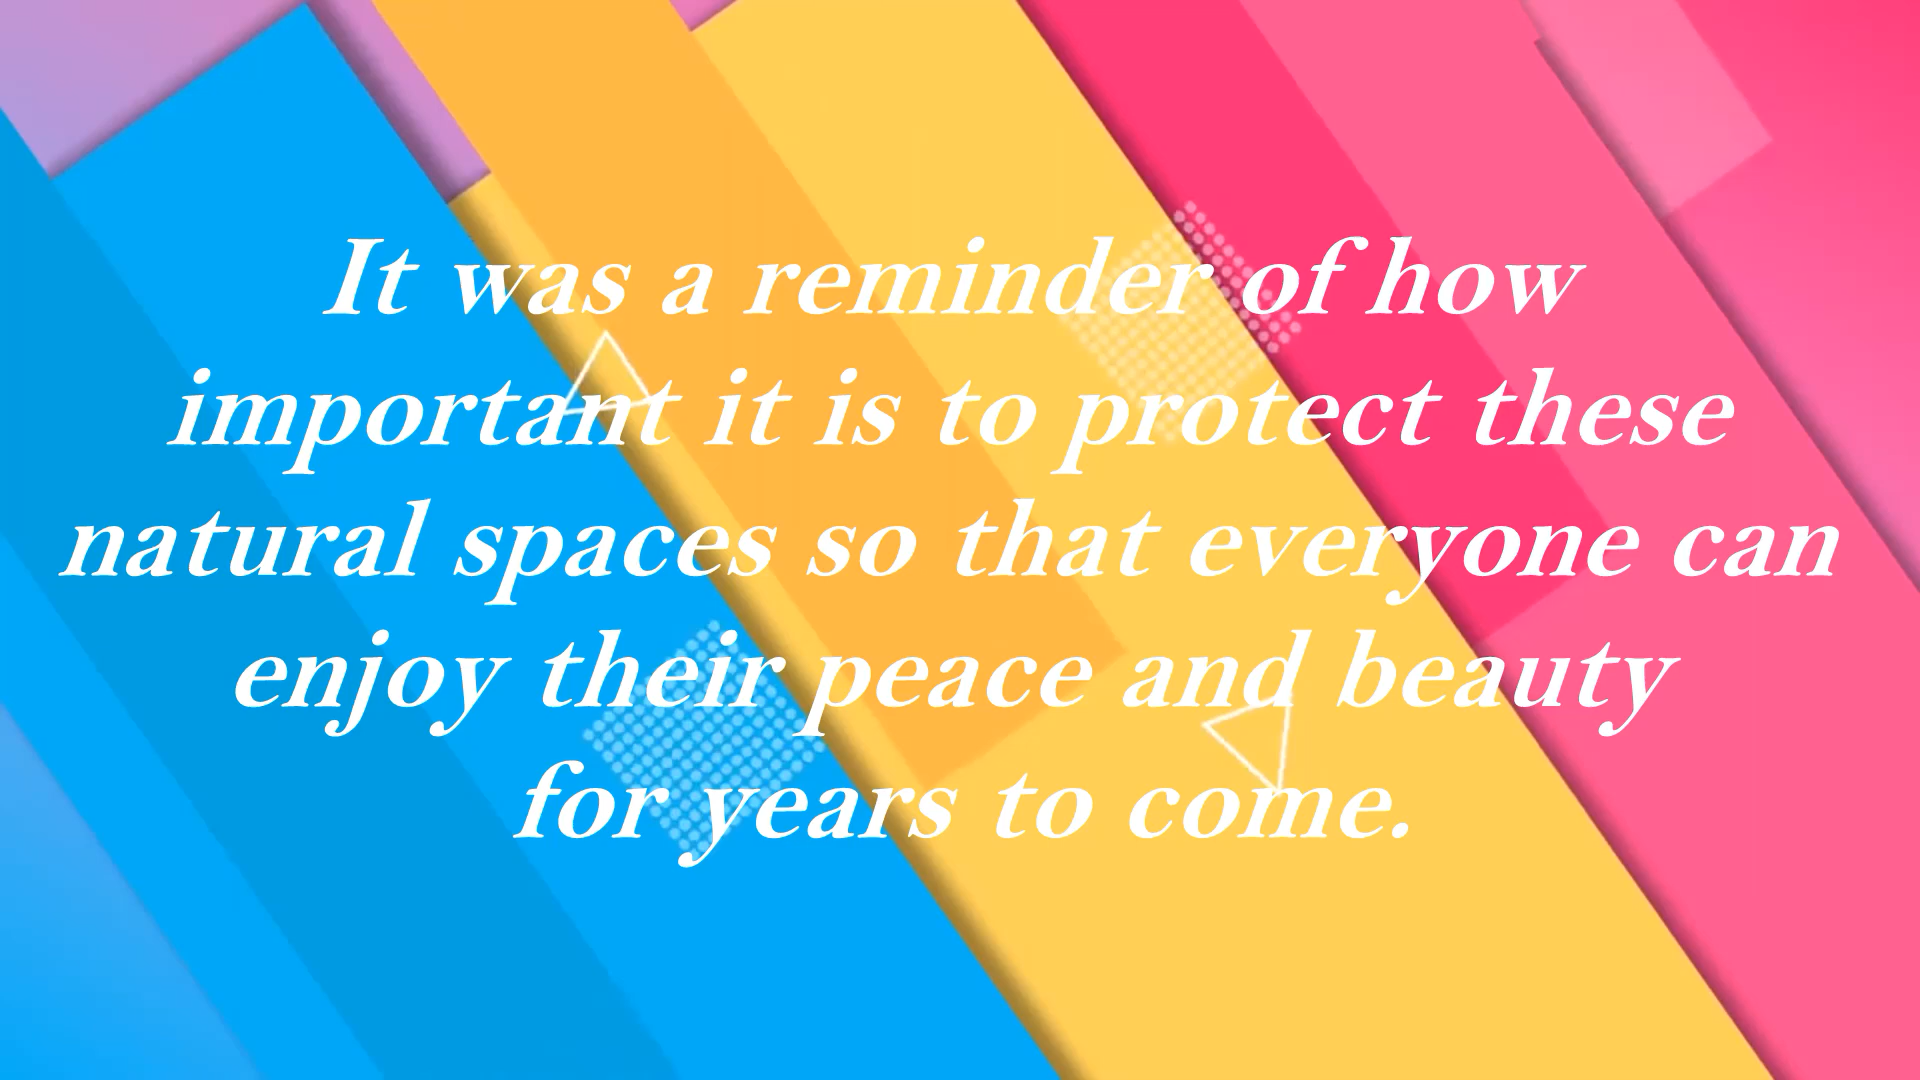 It was a reminder of how
important it is to protect these
natural spaces so that everyone can
enjoy their peace and beauty
for years to come.